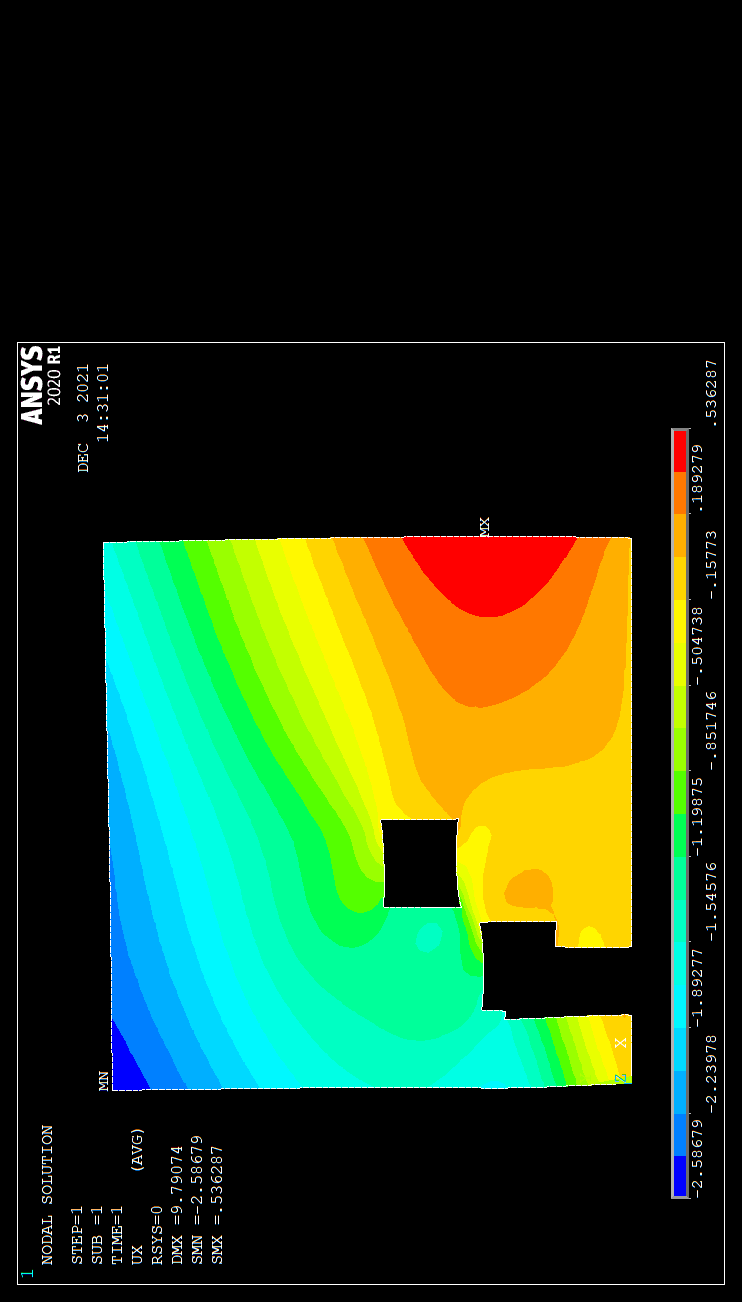 1
NODAL SOLUTION
STEP=1
SUB =1
TIME=1
UX (AVG)
RSYS=0
DMX =9.79074
SMN =-2.58679
SMX =.536287
ANSYS
2020 R1
DEC 3 2021
14:31:01
MN
MX
Z X
-2.58679
-2.23978
-1.89277
-1.54576
-1.19875
-.851746
-.504738
-.15773
.189279
.536287